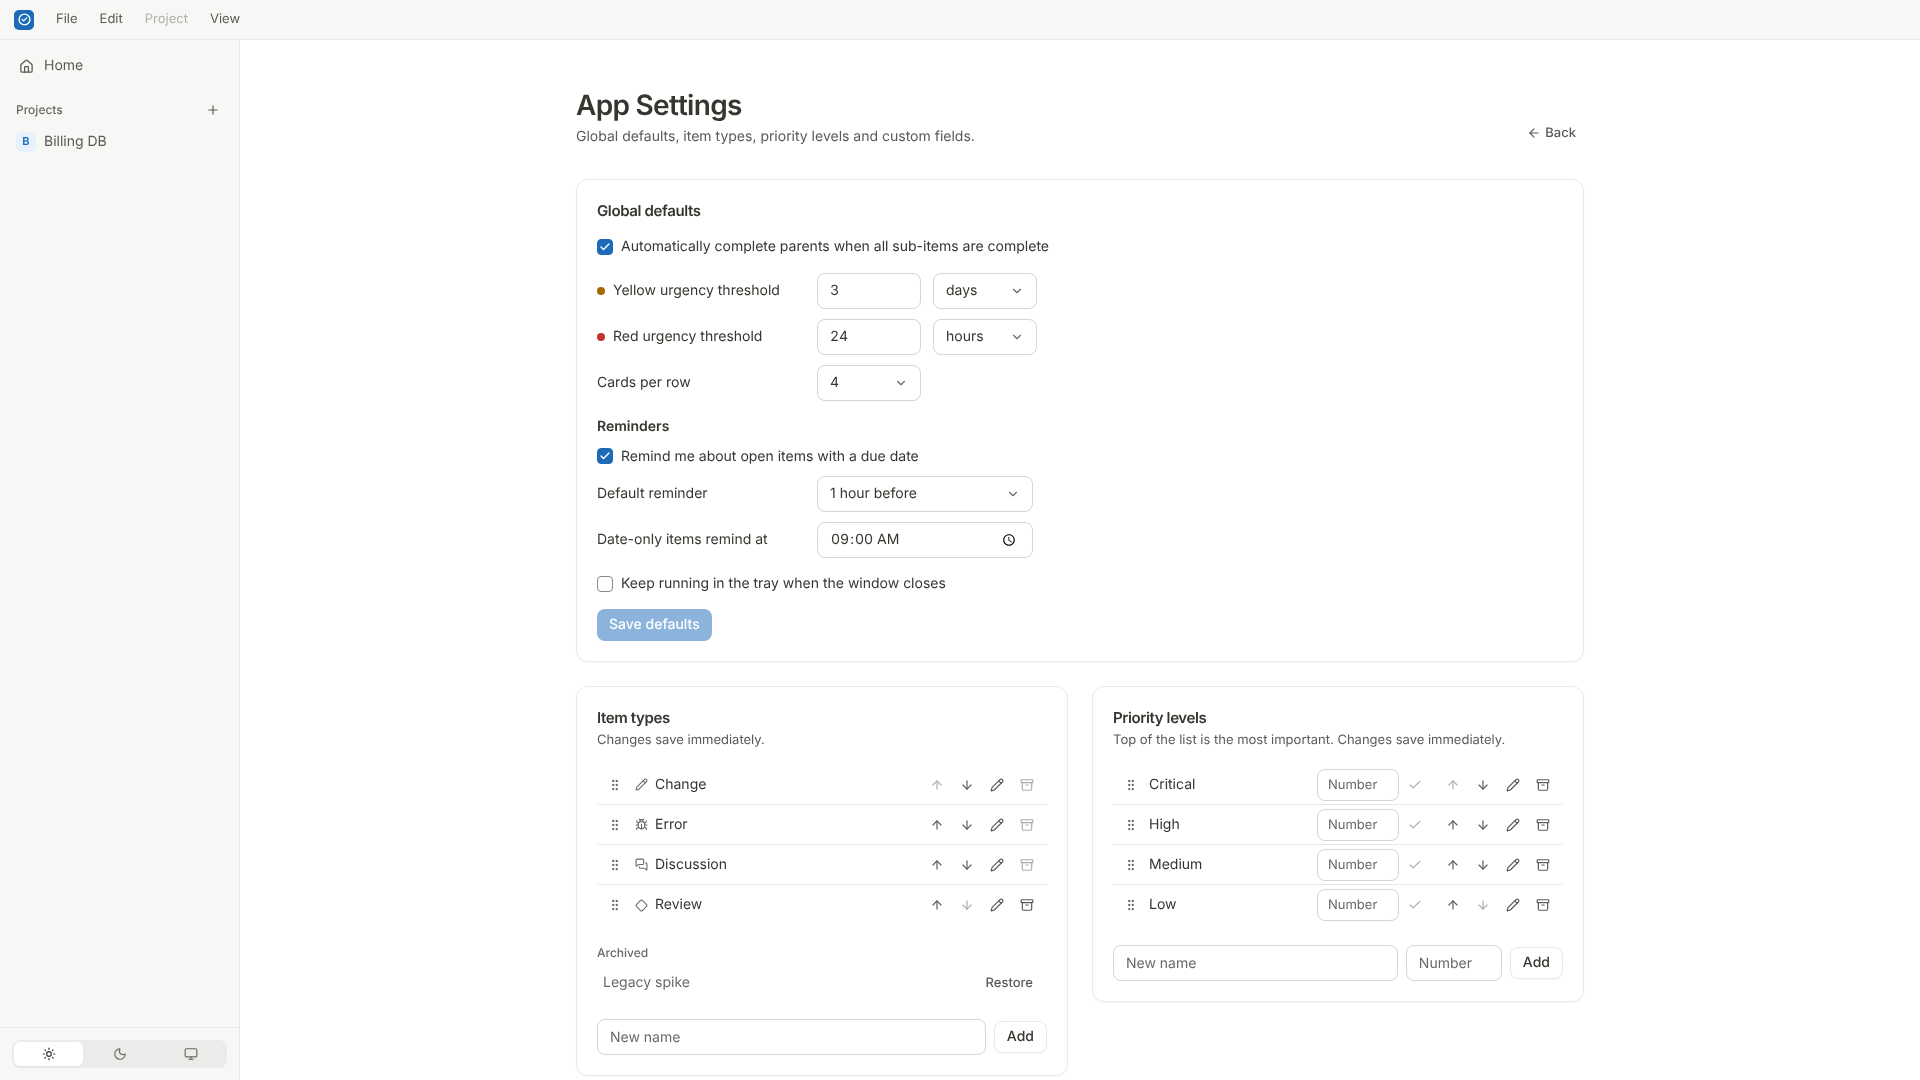 File Edit Project View
Home
Projects
B Billing DB
App Settings
Global defaults, item types, priority levels and custom fields.
Back
Global defaults
Automatically complete parents when all sub-items are complete
Yellow urgency threshold 3 days
Red urgency threshold 24 hours
Cards per row 4
Reminders
Remind me about open items with a due date
Default reminder 1 hour before
Date-only items remind at 09:00 AM
Keep running in the tray when the window closes
Save defaults
Item types
Changes save immediately.
Change
Error
Discussion
Review
Archived
Legacy spike Restore
New name Add
Priority levels
Top of the list is the most important. Changes save immediately.
Critical Number
High Number
Medium Number
Low Number
New name Number Add